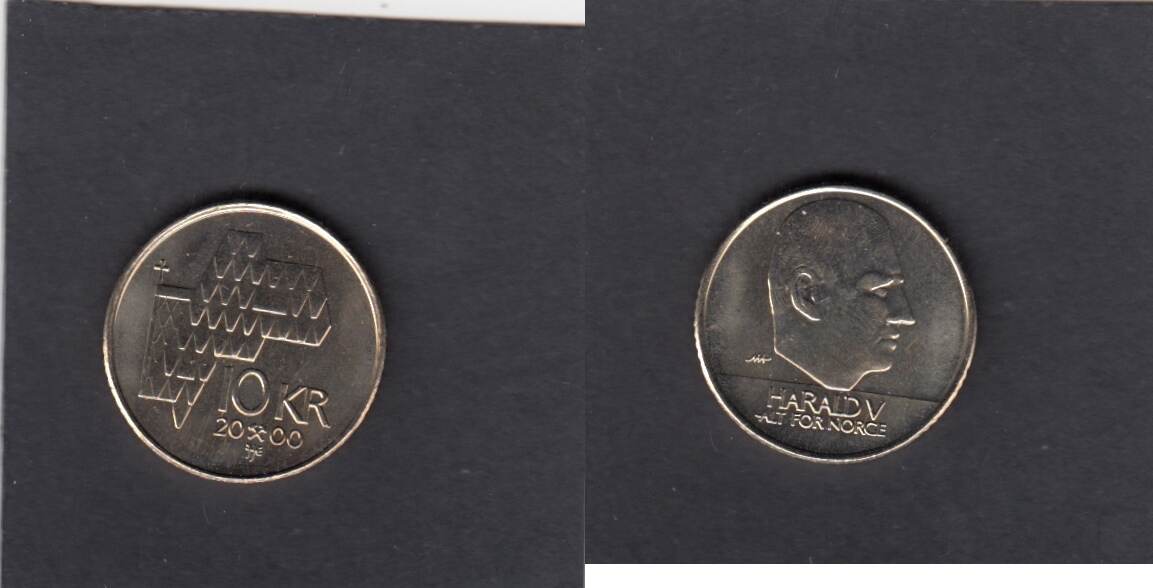 10 KR
20 00
HARALD V
ALT FOR NORGE